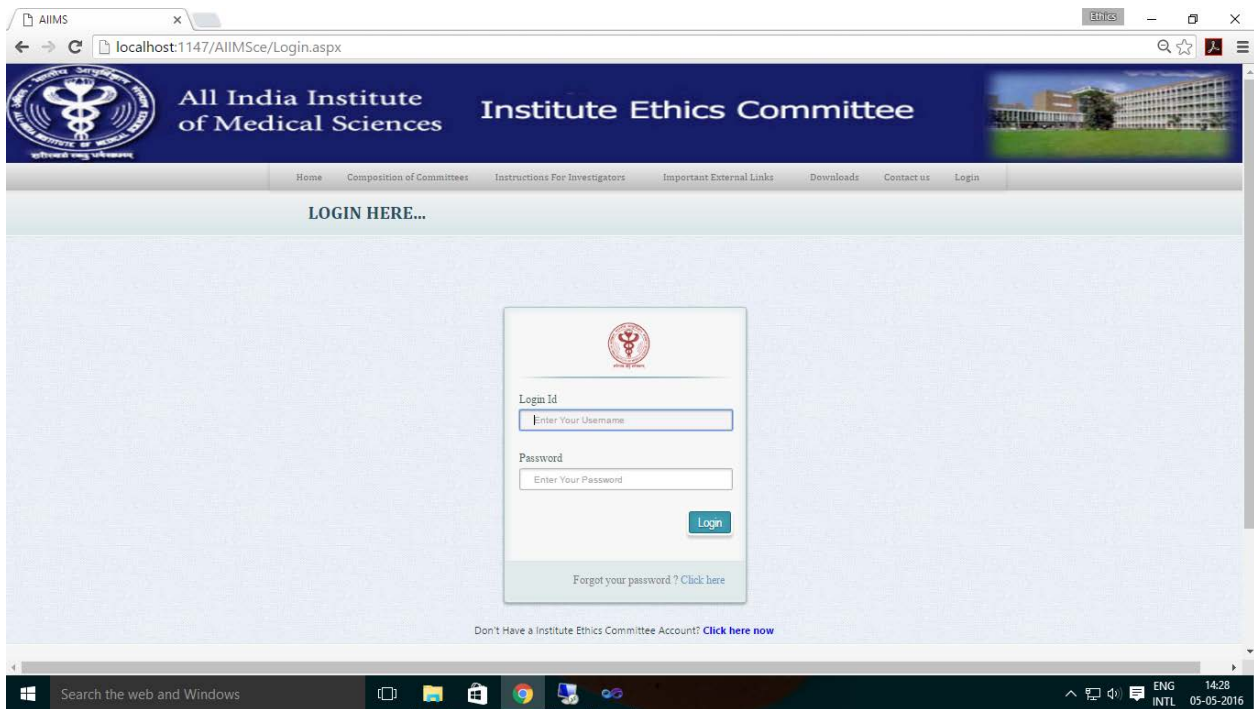 AIIMS
Ethics
localhost:1147/AIIMSce/Login.aspx
All India Institute
of Medical Sciences
Institute Ethics Committee
Home Composition of Committees Instructions For Investigators Important External Links Downloads Contact us Login
LOGIN HERE...
Login Id
Enter Your Username
Password
Enter Your Password
Login
Forgot your password ? Click here
Don't Have a Institute Ethics Committee Account? Click here now
Search the web and Windows
ENG
INTL
14:28
05-05-2016